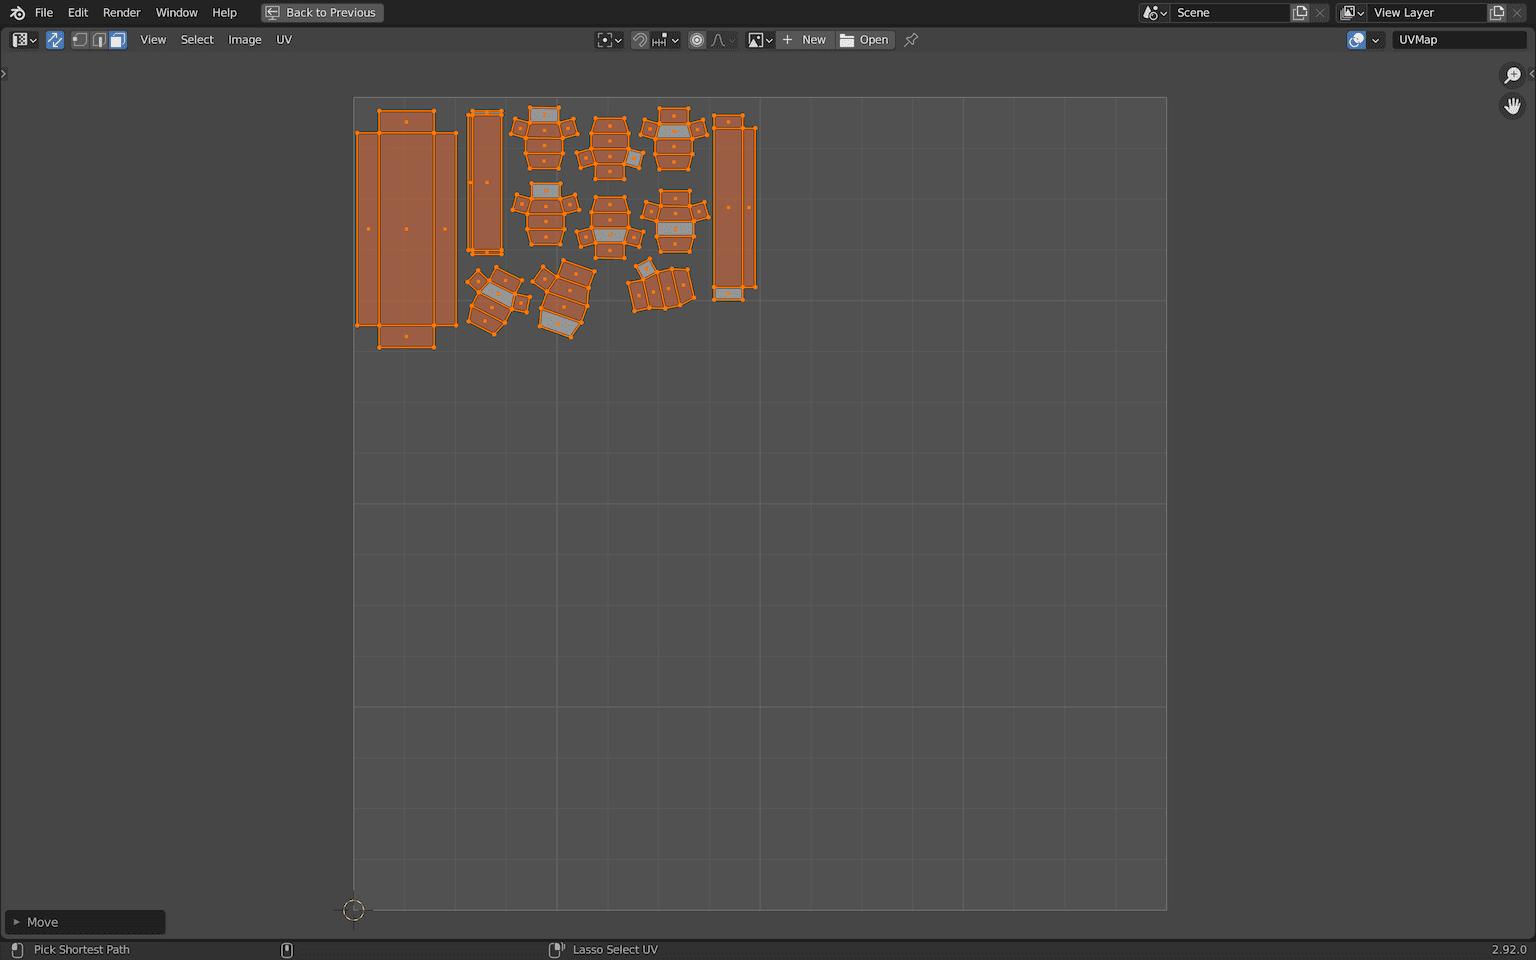 File Edit Render Window Help Back to Previous Scene View Layer
View Select Image UV New Open UVMap
Move
Pick Shortest Path Lasso Select UV 2.92.0